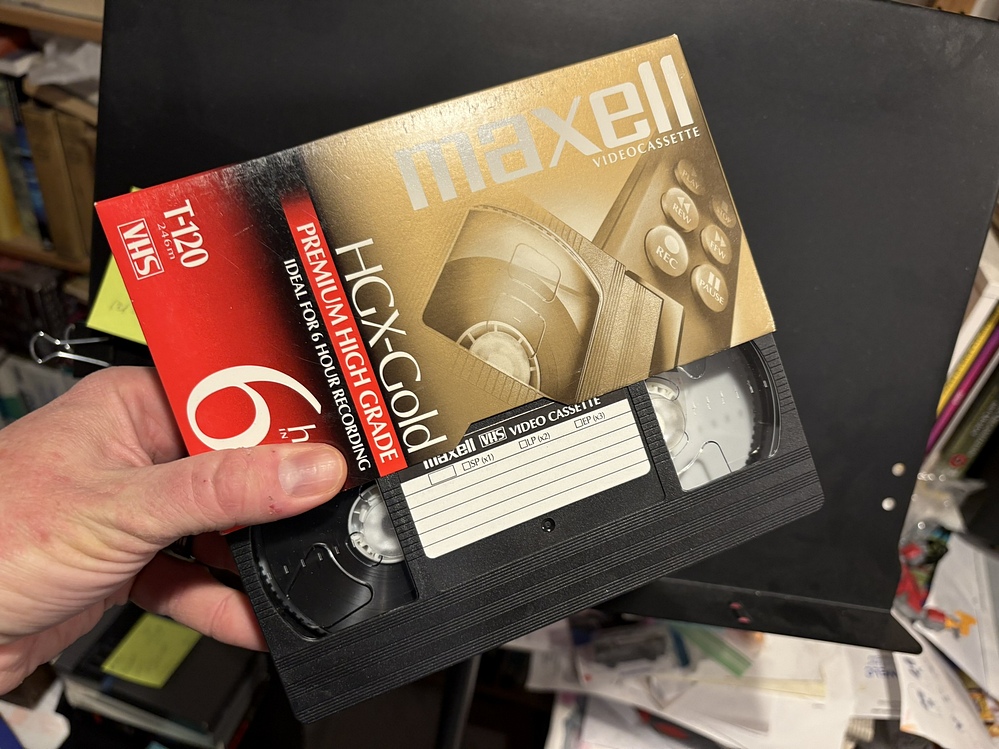 maxell
VIDEOCASSETTE
T-120
246m
VHS
HGX-Gold
PREMIUM HIGH GRADE
IDEAL FOR 6 HOUR RECORDING
6
REW
REC
PAUSE
maxell VHS VIDEO CASSETTE
SP (x1) LP (x2) EP (x3)